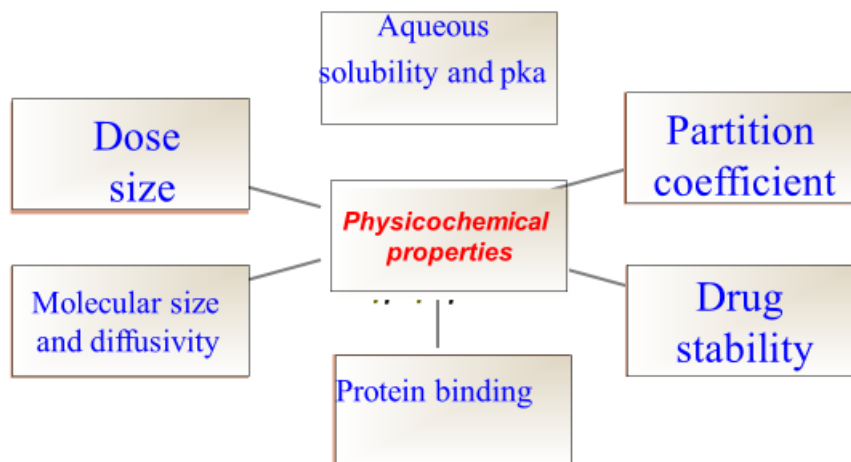 Aqueous
solubility and pka
Dose
size
Partition
coefficient
Physicochemical
properties
Molecular size
and diffusivity
Drug
stability
Protein binding